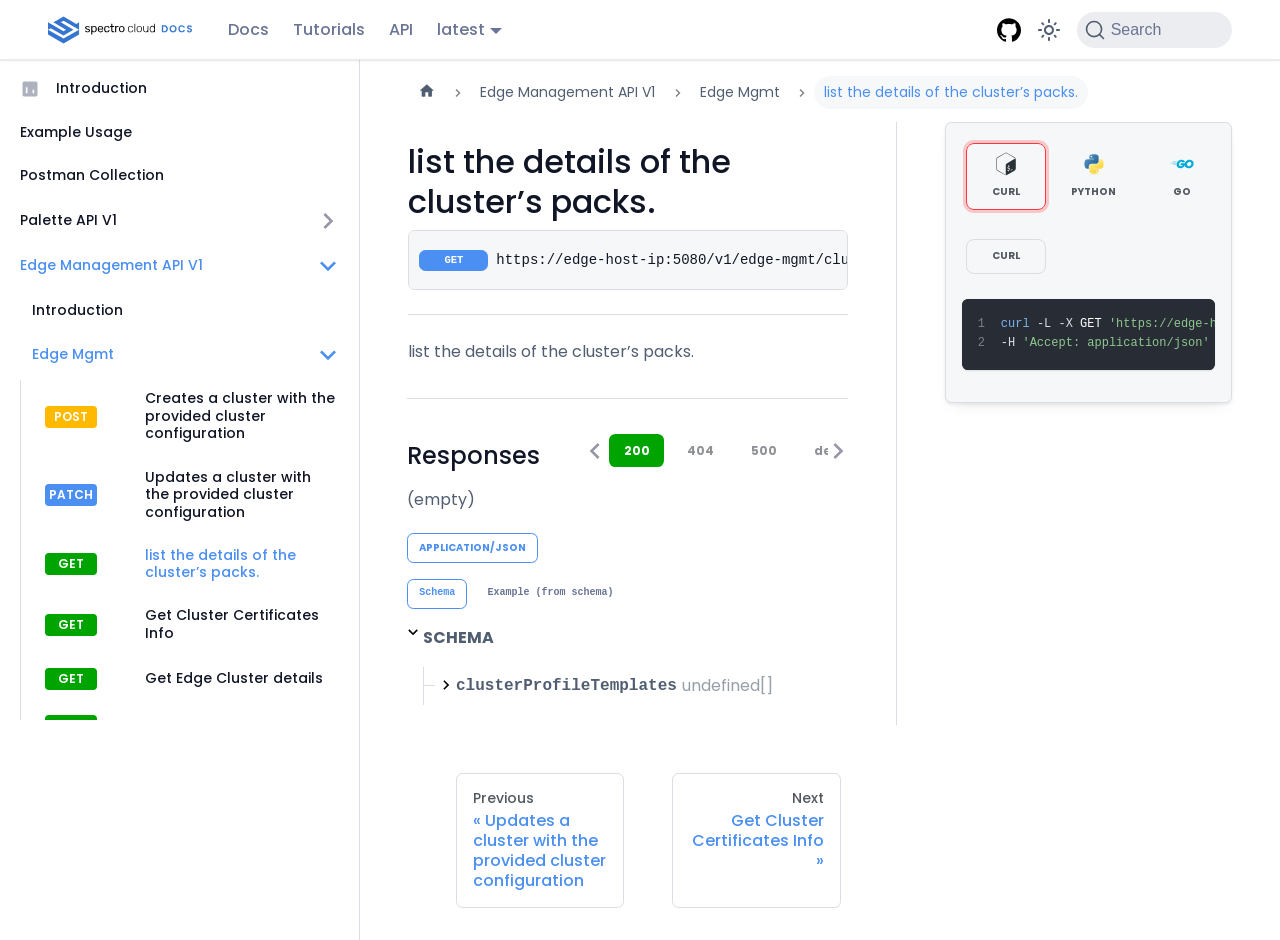 spectro cloud DOCS
Docs
Tutorials
API
latest
Search
Introduction
Example Usage
Postman Collection
Palette API V1
Edge Management API V1
Introduction
Edge Mgmt
POST
Creates a cluster with the
provided cluster
configuration
PATCH
Updates a cluster with
the provided cluster
configuration
GET
list the details of the
cluster’s packs.
GET
Get Cluster Certificates
Info
GET
Get Edge Cluster details
Edge Management API V1
Edge Mgmt
list the details of the cluster’s packs.
list the details of the
cluster’s packs.
GET https://edge-host-ip:5080/v1/edge-mgmt/clu
list the details of the cluster’s packs.
Responses
200
404
500
de
(empty)
APPLICATION/JSON
Schema
Example (from schema)
SCHEMA
clusterProfileTemplates undefined[]
Previous
« Updates a
cluster with the
provided cluster
configuration
Next
Get Cluster
Certificates Info
»
CURL
PYTHON
GO
CURL
1 curl -L -X GET 'https://edge-h
2 -H 'Accept: application/json'